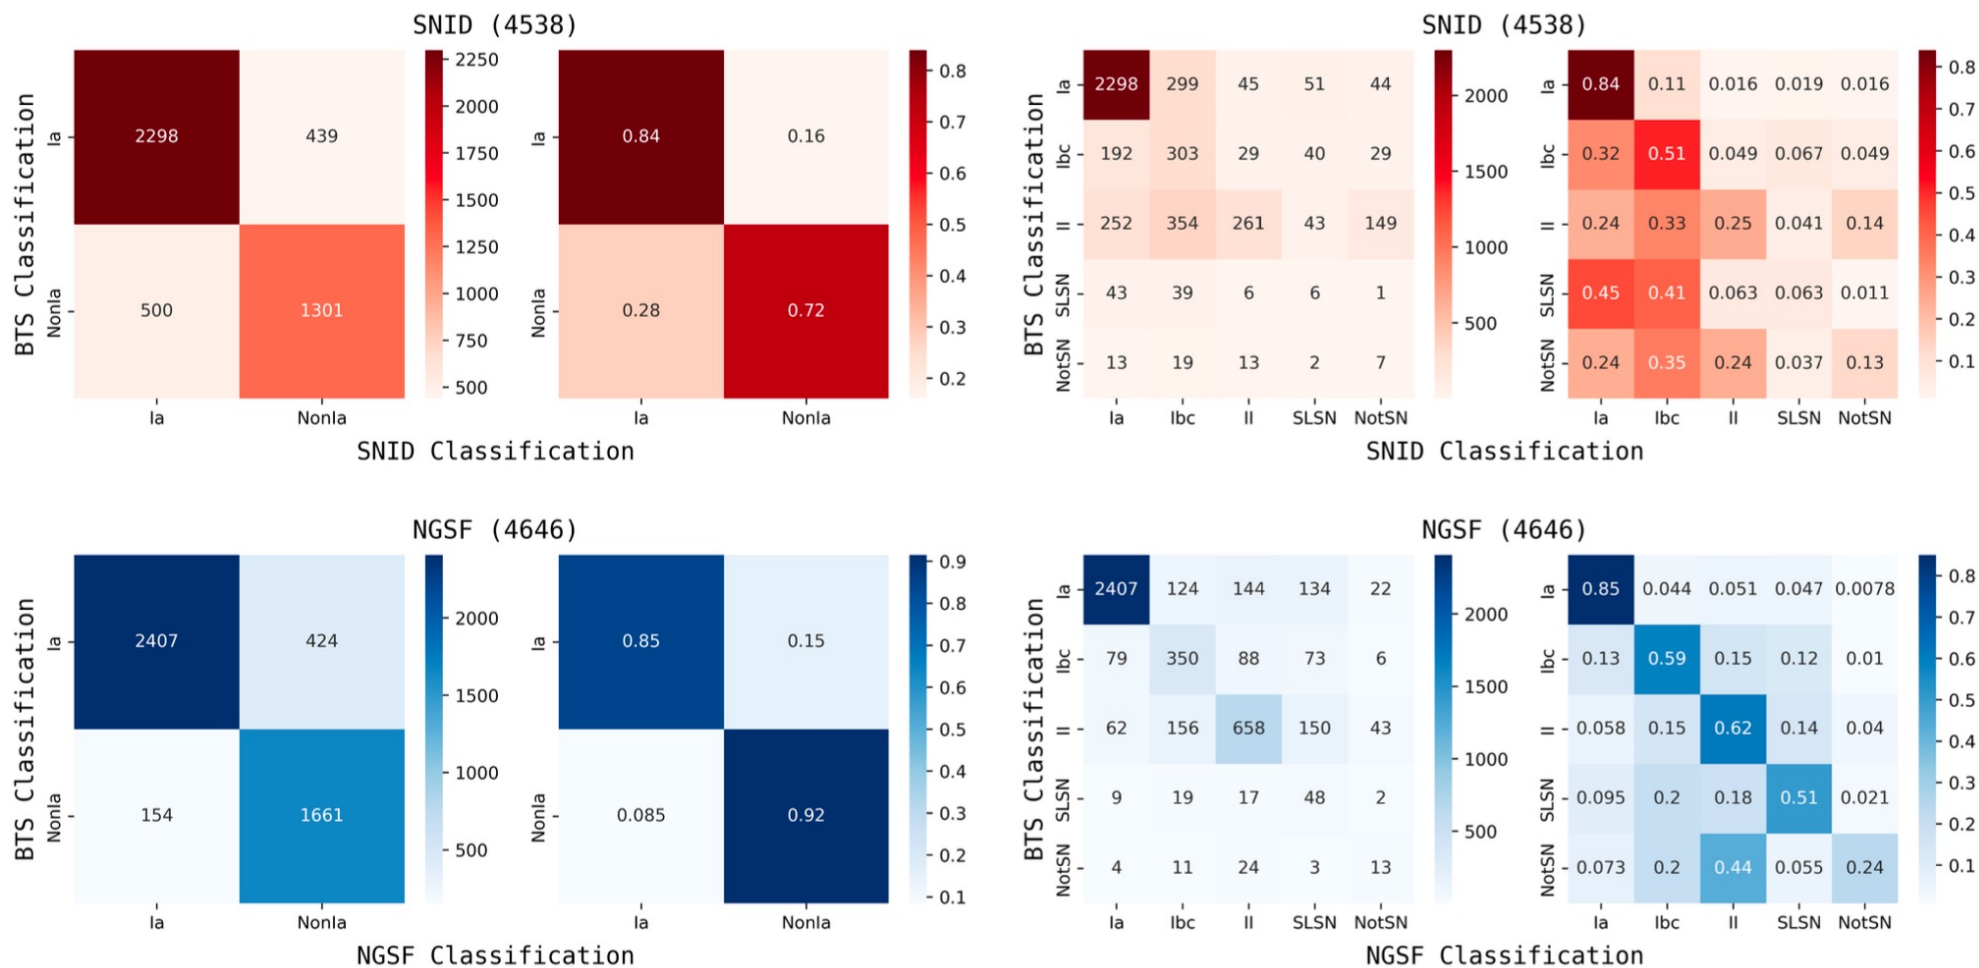 SNID (4538)
BTS Classification
Ia
NonIa
2298 439
500 1301
Ia NonIa
2250
2000
1750
1500
1250
1000
750
500
Ia
NonIa
0.84 0.16
0.28 0.72
Ia NonIa
0.8
0.7
0.6
0.5
0.4
0.3
0.2
SNID Classification
SNID (4538)
BTS Classification
Ia 2298 299 45 51 44
Ibc 192 303 29 40 29
II 252 354 261 43 149
SLSN 43 39 6 6 1
NotSN 13 19 13 2 7
Ia Ibc II SLSN NotSN
2000
1500
1000
500
Ia 0.84 0.11 0.016 0.019 0.016
Ibc 0.32 0.51 0.049 0.067 0.049
II 0.24 0.33 0.25 0.041 0.14
SLSN 0.45 0.41 0.063 0.063 0.011
NotSN 0.24 0.35 0.24 0.037 0.13
Ia Ibc II SLSN NotSN
0.8
0.7
0.6
0.5
0.4
0.3
0.2
0.1
SNID Classification
NGSF (4646)
BTS Classification
Ia
NonIa
2407 424
154 1661
Ia NonIa
2000
1500
1000
500
Ia
NonIa
0.85 0.15
0.085 0.92
Ia NonIa
0.9
0.8
0.7
0.6
0.5
0.4
0.3
0.2
0.1
NGSF Classification
NGSF (4646)
BTS Classification
Ia 2407 124 144 134 22
Ibc 79 350 88 73 6
II 62 156 658 150 43
SLSN 9 19 17 48 2
NotSN 4 11 24 3 13
Ia Ibc II SLSN NotSN
2000
1500
1000
500
Ia 0.85 0.044 0.051 0.047 0.0078
Ibc 0.13 0.59 0.15 0.12 0.01
II 0.058 0.15 0.62 0.14 0.04
SLSN 0.095 0.2 0.18 0.51 0.021
NotSN 0.073 0.2 0.44 0.055 0.24
Ia Ibc II SLSN NotSN
0.8
0.7
0.6
0.5
0.4
0.3
0.2
0.1
NGSF Classification